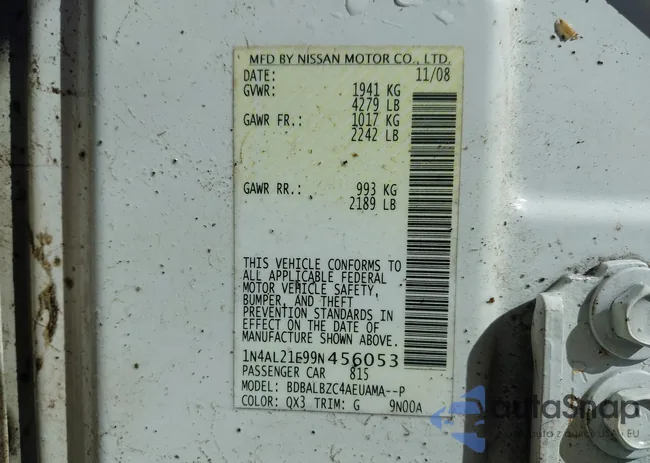 MFD BY NISSAN MOTOR CO., LTD.
DATE: 11/08
GVWR: 1941 KG
4279 LB
GAWR FR.: 1017 KG
2242 LB
GAWR RR.: 993 KG
2189 LB
THIS VEHICLE CONFORMS TO
ALL APPLICABLE FEDERAL
MOTOR VEHICLE SAFETY,
BUMPER, AND THEFT
PREVENTION STANDARDS IN
EFFECT ON THE DATE OF
MANUFACTURE SHOWN ABOVE.
1N4AL21E99N456053
PASSENGER CAR 815
MODEL: BDBALBZC4AEUAMA--P
COLOR: QX3 TRIM: G 9N00A
autoSnap